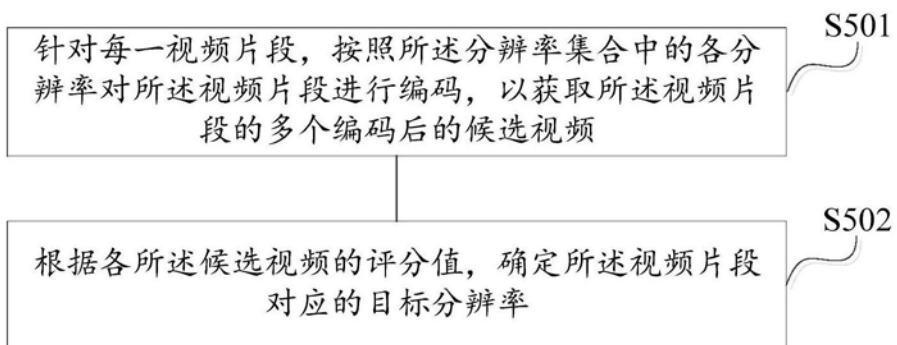 S501
针对每一视频片段，按照所述分辨率集合中的各分
辨率对所述视频片段进行编码，以获取所述视频片
段的多个编码后的候选视频
S502
根据各所述候选视频的评分值，确定所述视频片段
对应的目标分辨率